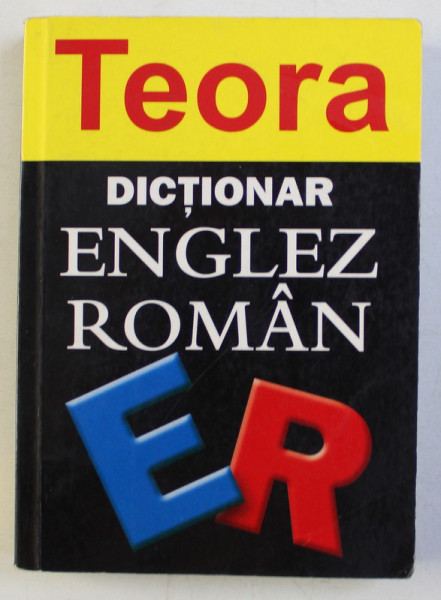 Teora
DICȚIONAR
ENGLEZ
ROMÂN
ER